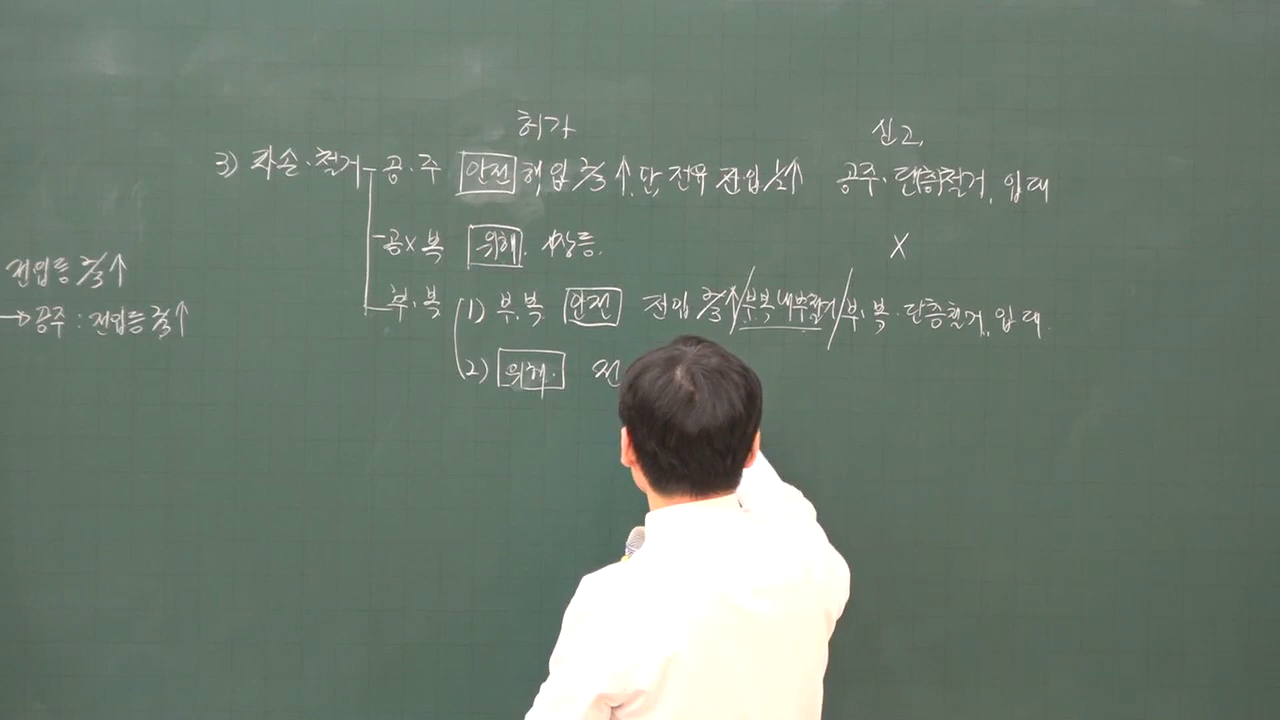 허가
신고
3) 파손·철거 공·주 안전 해 입 2/3↑, 단, 전유 전입 1/2↑ 공주·단층철거, 입대
공x 복 위해. 상등. X
부·복 (1) 부·복 안전 전입 2/3↑/부복 내부철거/부·복·단층철거, 입대.
(2) 위해. 전
전입등 2/3↑
→ 공주 : 전입등 2/3↑